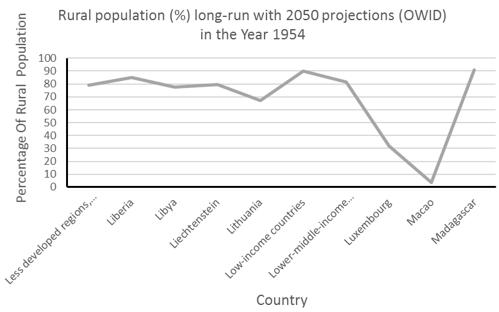 Rural population (%) long-run with 2050 projections (OWID)
in the Year 1954
Percentage Of Rural Population
100
90
80
70
60
50
40
30
20
10
0
Less developed regions,...
Liberia
Libya
Liechtenstein
Lithuania
Low-income countries
Lower-middle-income...
Luxembourg
Macao
Madagascar
Country